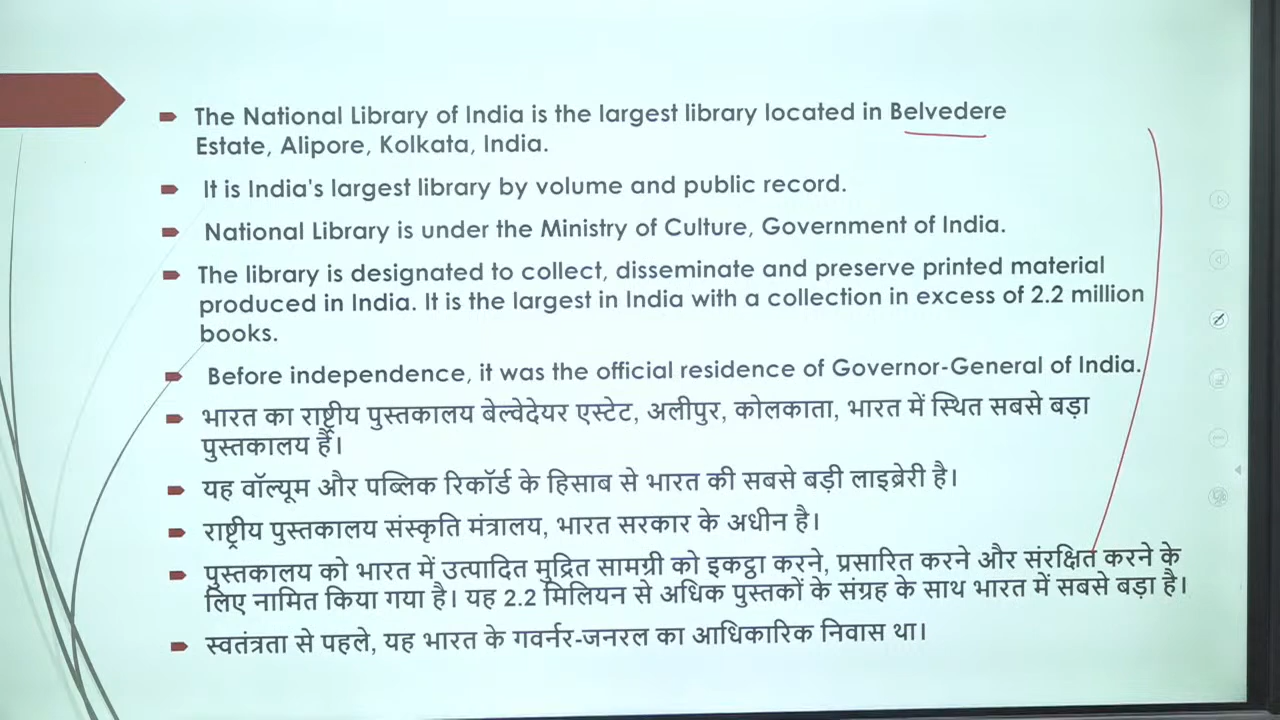 The National Library of India is the largest library located in Belvedere
Estate, Alipore, Kolkata, India.
It is India's largest library by volume and public record.
National Library is under the Ministry of Culture, Government of India.
The library is designated to collect, disseminate and preserve printed material
produced in India. It is the largest in India with a collection in excess of 2.2 million
books.
Before independence, it was the official residence of Governor-General of India.
भारत का राष्ट्रीय पुस्तकालय बेल्वेदेयर एस्टेट, अलीपुर, कोलकाता, भारत में स्थित सबसे बड़ा
पुस्तकालय है।
यह वॉल्यूम और पब्लिक रिकॉर्ड के हिसाब से भारत की सबसे बड़ी लाइब्रेरी है।
राष्ट्रीय पुस्तकालय संस्कृति मंत्रालय, भारत सरकार के अधीन है।
पुस्तकालय को भारत में उत्पादित मुद्रित सामग्री को इकट्ठा करने, प्रसारित करने और संरक्षित करने के
लिए नामित किया गया है। यह 2.2 मिलियन से अधिक पुस्तकों के संग्रह के साथ भारत में सबसे बड़ा है।
स्वतंत्रता से पहले, यह भारत के गवर्नर-जनरल का आधिकारिक निवास था।